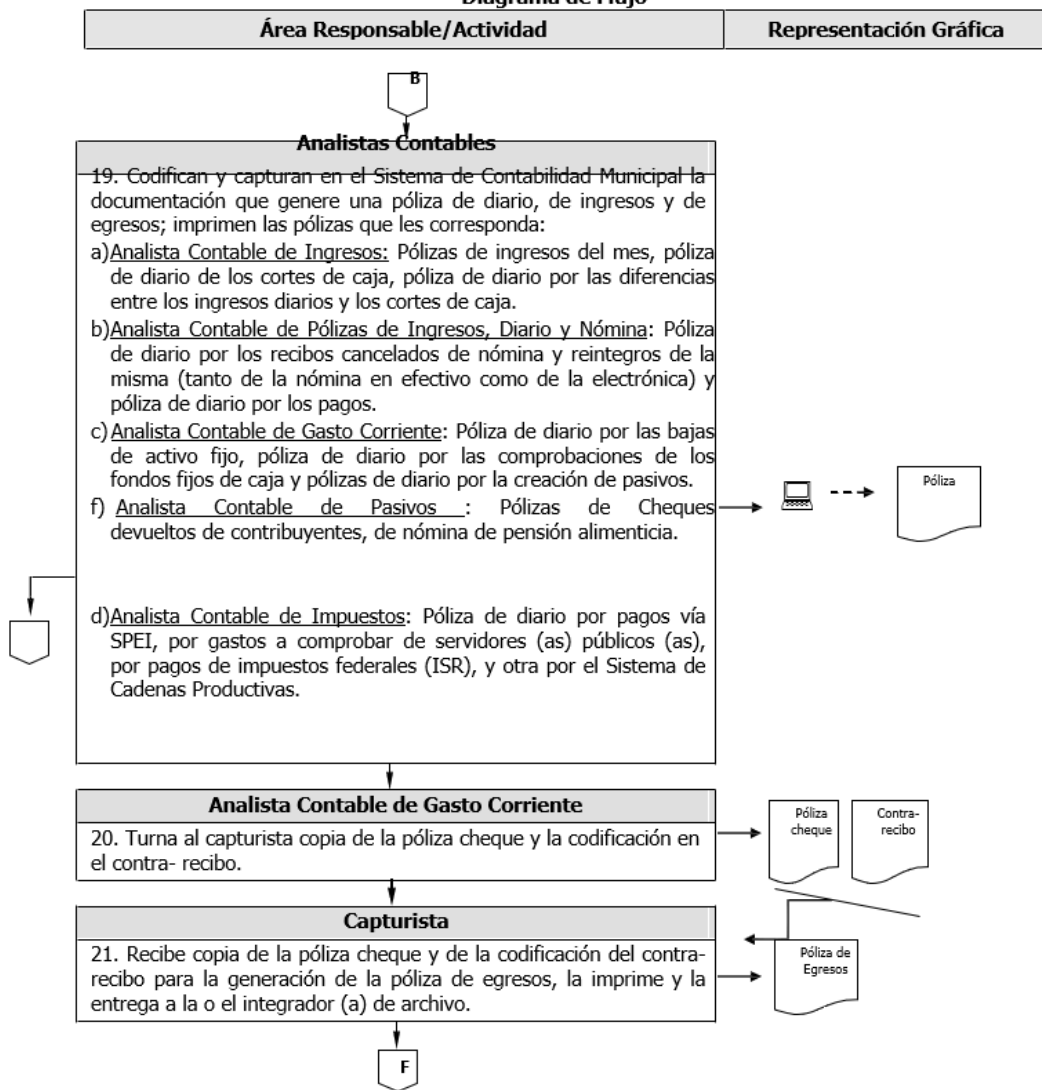 Diagrama de Flujo
Área Responsable/Actividad
Representación Gráfica
B
Analistas Contables
19. Codifican y capturan en el Sistema de Contabilidad Municipal la
documentación que genere una póliza de diario, de ingresos y de
egresos; imprimen las pólizas que les corresponda:
a)Analista Contable de Ingresos: Pólizas de ingresos del mes, póliza
de diario de los cortes de caja, póliza de diario por las diferencias
entre los ingresos diarios y los cortes de caja.
b)Analista Contable de Pólizas de Ingresos, Diario y Nómina: Póliza
de diario por los recibos cancelados de nómina y reintegros de la
misma (tanto de la nómina en efectivo como de la electrónica) y
póliza de diario por los pagos.
c) Analista Contable de Gasto Corriente: Póliza de diario por las bajas
de activo fijo, póliza de diario por las comprobaciones de los
fondos fijos de caja y pólizas de diario por la creación de pasivos.
f) Analista Contable de Pasivos : Pólizas de Cheques
devueltos de contribuyentes, de nómina de pensión alimenticia.
Póliza
d)Analista Contable de Impuestos: Póliza de diario por pagos vía
SPEI, por gastos a comprobar de servidores (as) públicos (as),
por pagos de impuestos federales (ISR), y otra por el Sistema de
Cadenas Productivas.
Analista Contable de Gasto Corriente
20. Turna al capturista copia de la póliza cheque y la codificación en
el contra- recibo.
Póliza
cheque
Contra-
recibo
Capturista
21. Recibe copia de la póliza cheque y de la codificación del contra-
recibo para la generación de la póliza de egresos, la imprime y la
entrega a la o el integrador (a) de archivo.
Póliza de
Egresos
F